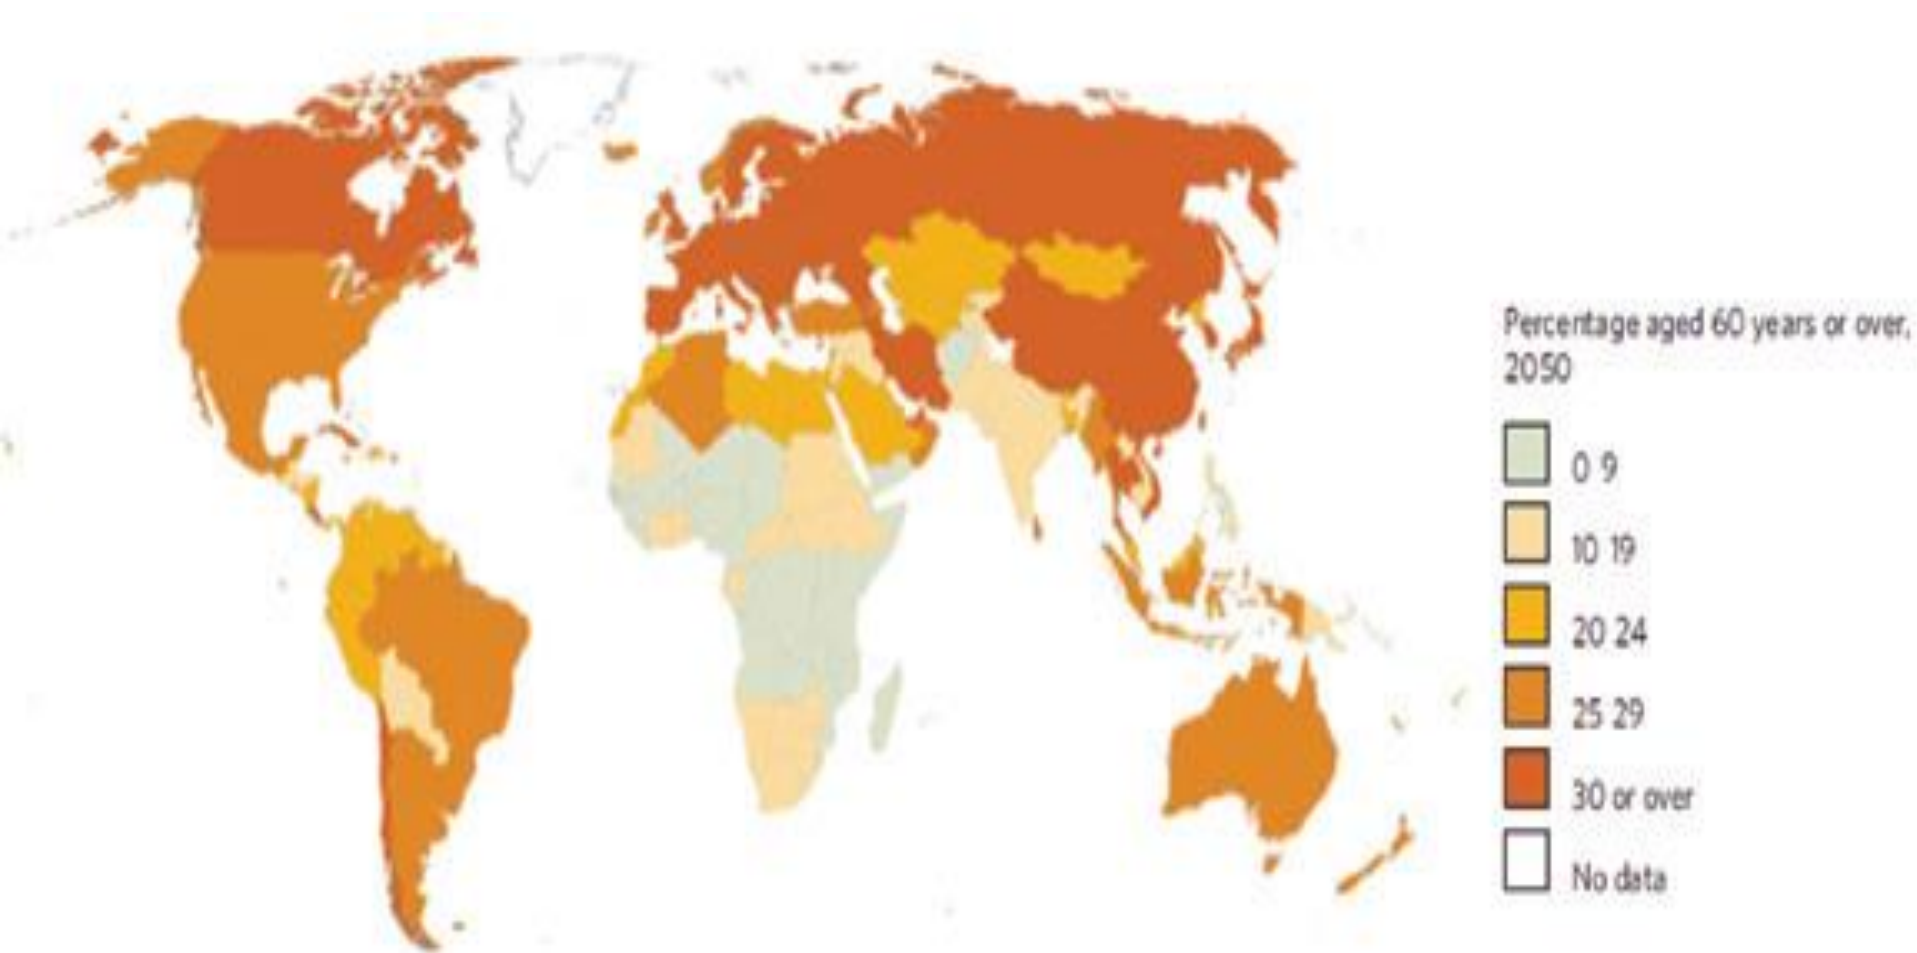 Percentage aged 60 years or over,
2050
0 9
10 19
20 24
25 29
30 or over
No data